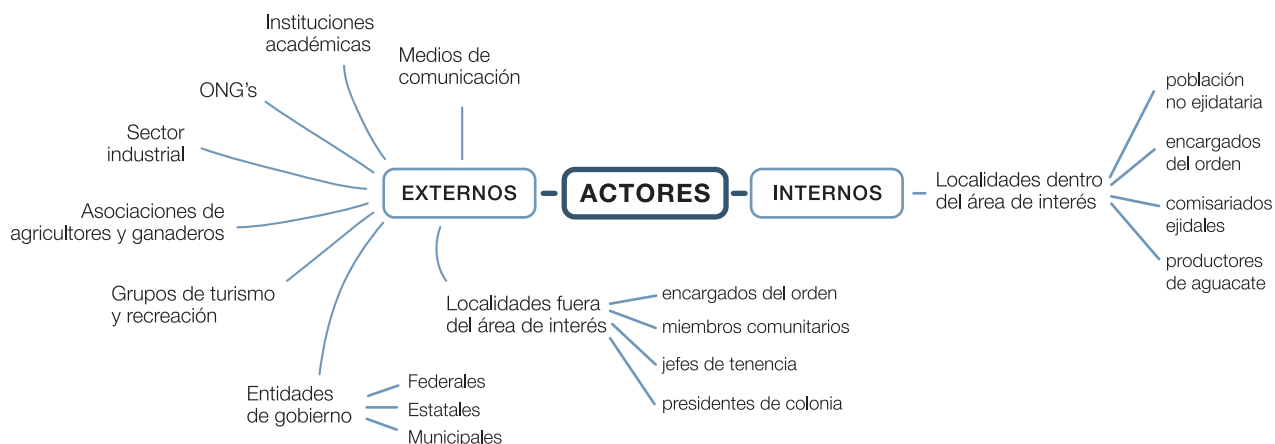 Instituciones
académicas
Medios de
comunicación
ONG's
Sector
industrial
Asociaciones de
agricultores y ganaderos
Grupos de turismo
y recreación
Entidades
de gobierno
Federales
Estatales
Municipales
EXTERNOS
ACTORES
INTERNOS
Localidades fuera
del área de interés
encargados del orden
miembros comunitarios
jefes de tenencia
presidentes de colonia
Localidades dentro
del área de interés
población
no ejidataria
encargados
del orden
comisariados
ejidales
productores
de aguacate